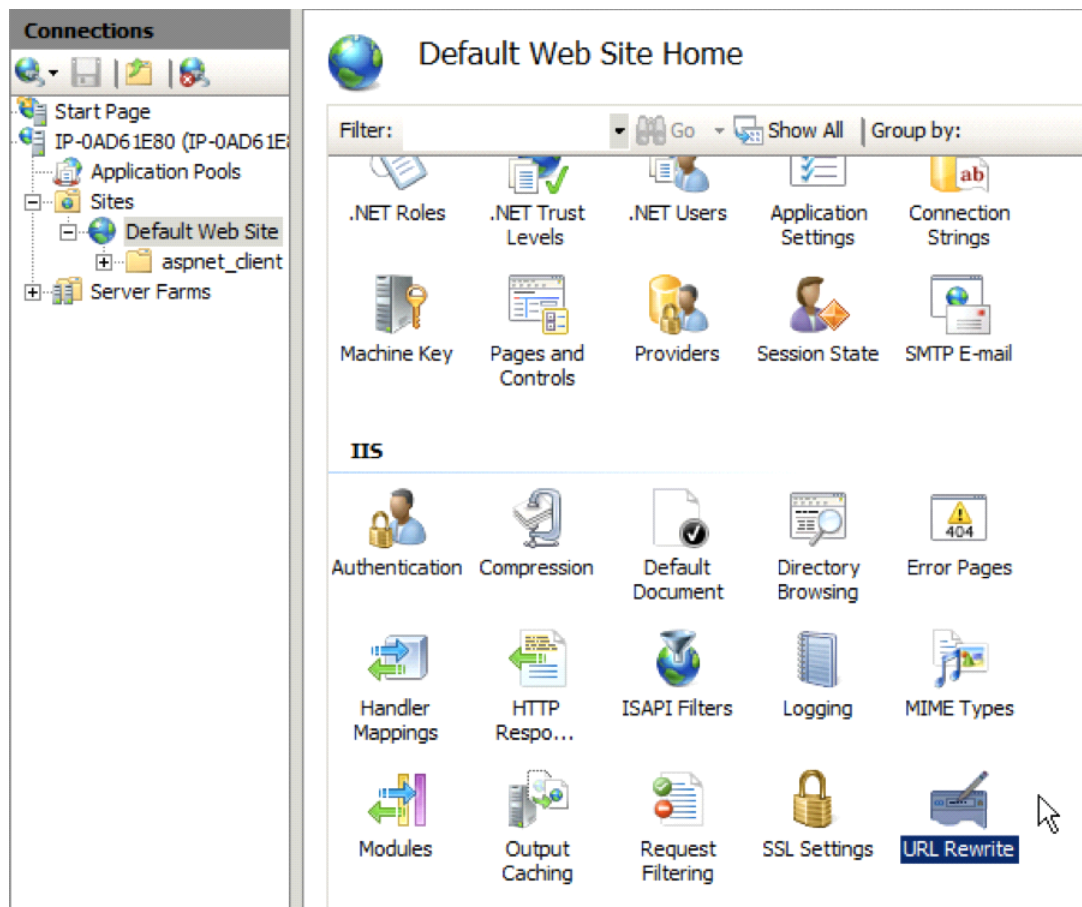 Connections
Start Page
IP-0AD61E80 (IP-0AD61E8
Application Pools
Sites
Default Web Site
aspnet_client
Server Farms
Default Web Site Home
Filter: Go Show All Group by:
.NET Roles .NET Trust .NET Users Application Connection
Levels Settings Strings
ab
Machine Key Pages and Providers Session State SMTP E-mail
Controls
IIS
404
Authentication Compression Default Directory Error Pages
Document Browsing
Handler HTTP ISAPI Filters Logging MIME Types
Mappings Respo...
Modules Output Request SSL Settings URL Rewrite
Caching Filtering